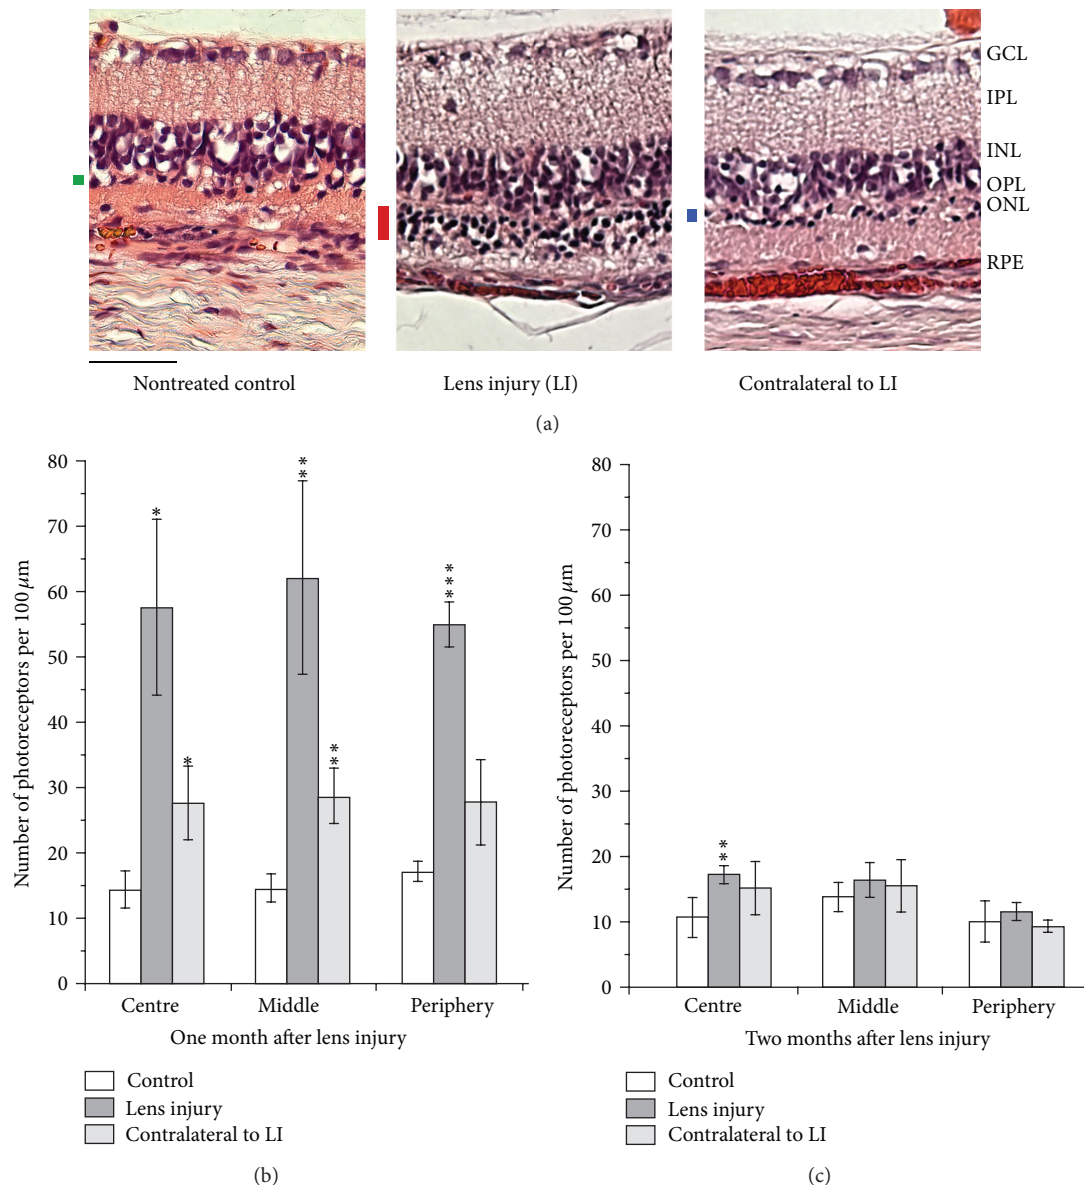 GCL
IPL
INL
OPL
ONL
RPE
Nontreated control
Lens injury (LI)
Contralateral to LI
(a)
Number of photoreceptors per 100 µm
80
70
60
50
40
30
20
10
0
*
*
**
**
***
Centre
Middle
Periphery
One month after lens injury
Control
Lens injury
Contralateral to LI
(b)
Number of photoreceptors per 100 µm
80
70
60
50
40
30
20
10
0
**
Centre
Middle
Periphery
Two months after lens injury
Control
Lens injury
Contralateral to LI
(c)